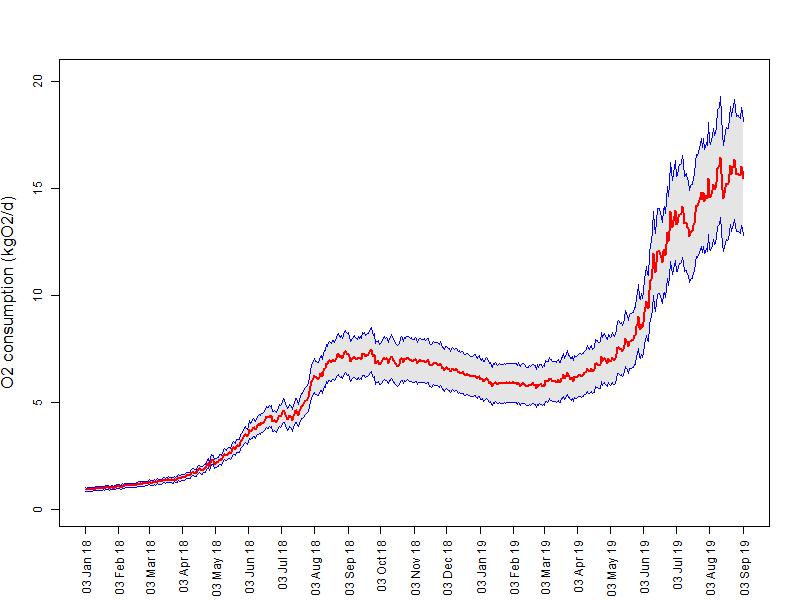 O2 consumption (kgO2/d)
20
15
10
5
0
03 Jan 18
03 Feb 18
03 Mar 18
03 Apr 18
03 May 18
03 Jun 18
03 Jul 18
03 Aug 18
03 Sep 18
03 Oct 18
03 Nov 18
03 Dec 18
03 Jan 19
03 Feb 19
03 Mar 19
03 Apr 19
03 May 19
03 Jun 19
03 Jul 19
03 Aug 19
03 Sep 19